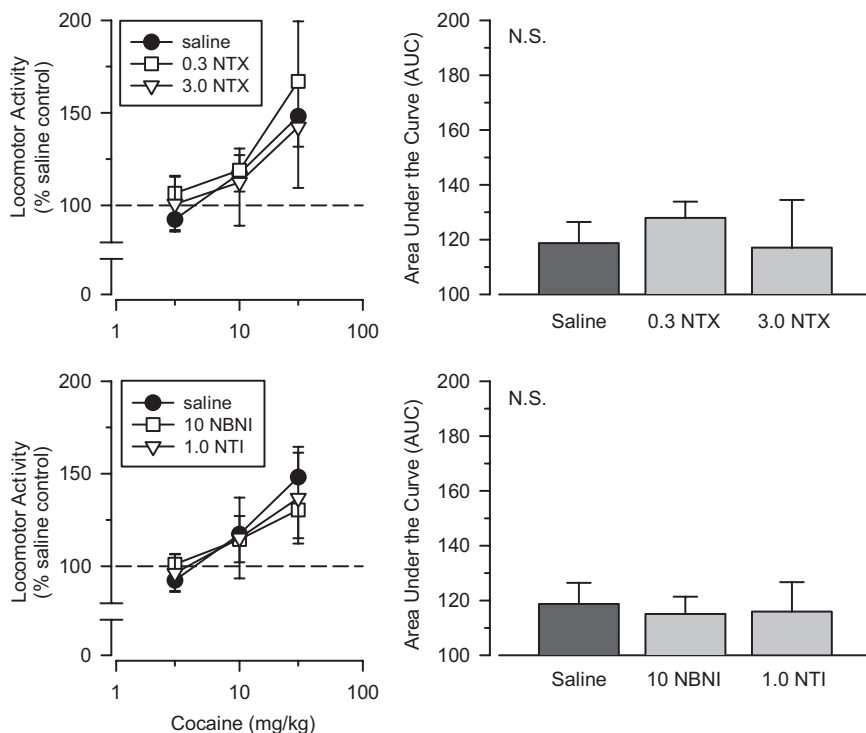 Locomotor Activity
(% saline control)
200
150
100
0
saline
0.3 NTX
3.0 NTX
1
10
100
Area Under the Curve (AUC)
200
180
160
140
120
100
N.S.
Saline
0.3 NTX
3.0 NTX
Locomotor Activity
(% saline control)
200
150
100
0
saline
10 NBNI
1.0 NTI
1
10
100
Cocaine (mg/kg)
Area Under the Curve (AUC)
200
180
160
140
120
100
N.S.
Saline
10 NBNI
1.0 NTI